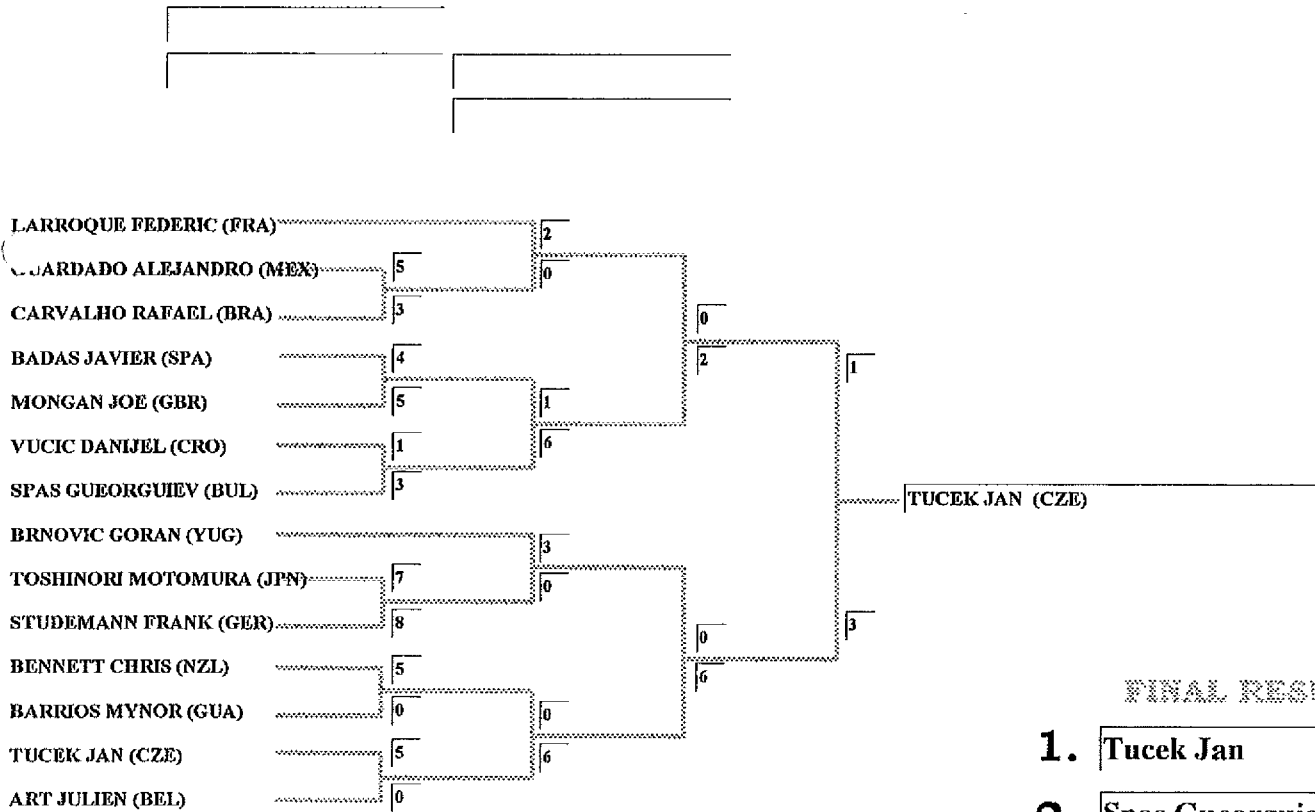 LARROQUE FEDERIC (FRA)
2
ALEJANDRO (MEX)
5
0
CARVALHO RAFAEL (BRA)
3
0
BADAS JAVIER (SPA)
4
2
1
MONGAN JOE (GBR)
5
1
VUCIC DANIJEL (CRO)
1
6
SPAS GUEORGUIEV (BUL)
3
TUCEK JAN (CZE)
BRNOVIC GORAN (YUG)
3
TOSHINORI MOTOMURA (JPN)
7
0
STUDEMANN FRANK (GER)
8
0
3
BENNETT CHRIS (NZL)
5
6
BARRIOS MYNOR (GUA)
0
0
FINAL
TUCEK JAN (CZE)
5
6
1. Tucek Jan
ART JULIEN (BEL)
0
Spas